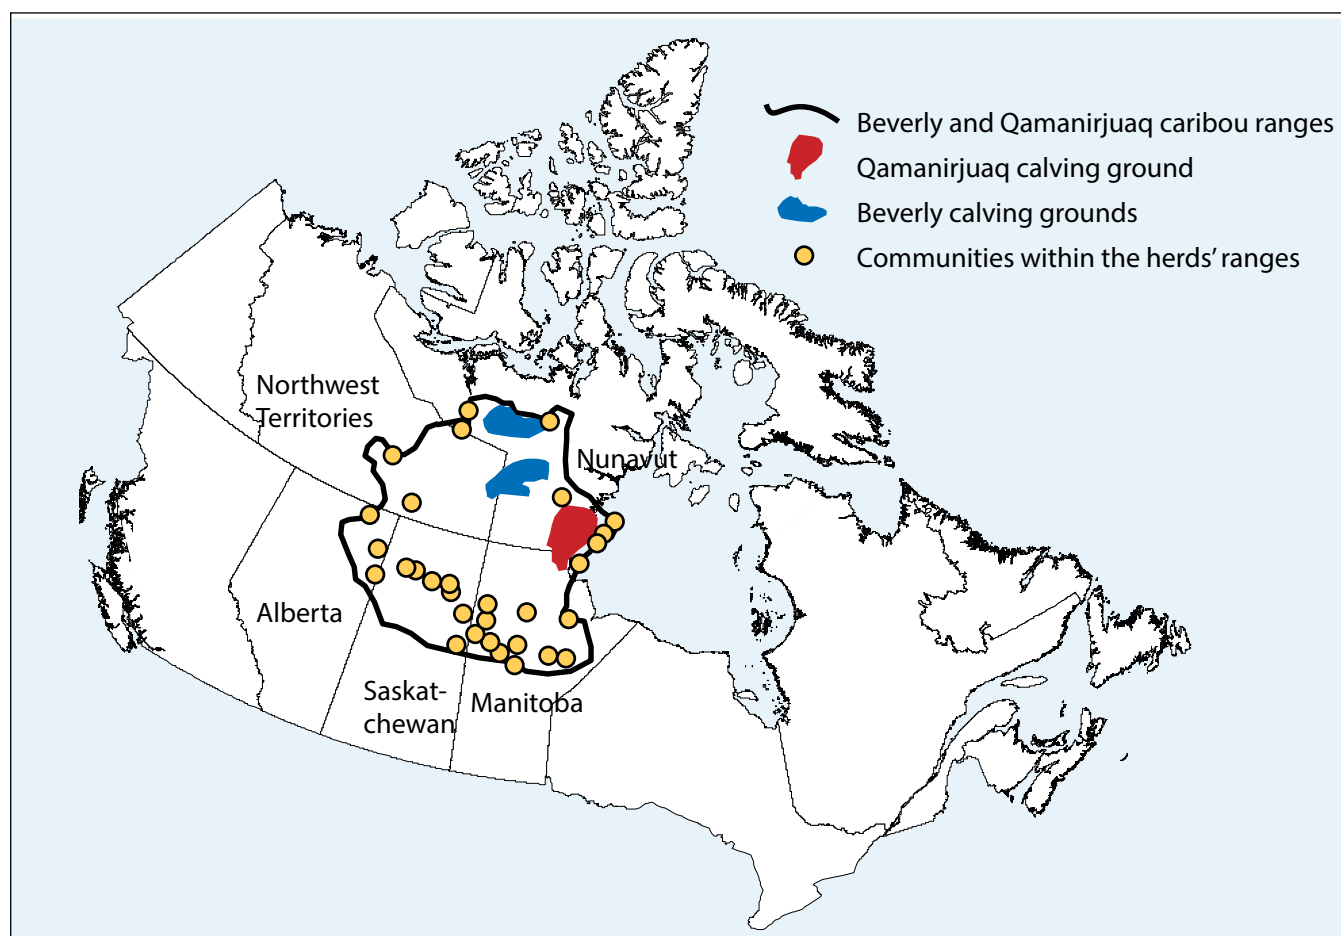 Beverly and Qamanirjuaq caribou ranges
Qamanirjuaq calving ground
Beverly calving grounds
Communities within the herds' ranges
Northwest
Territories
Nunavut
Alberta
Saskat-
chewan
Manitoba